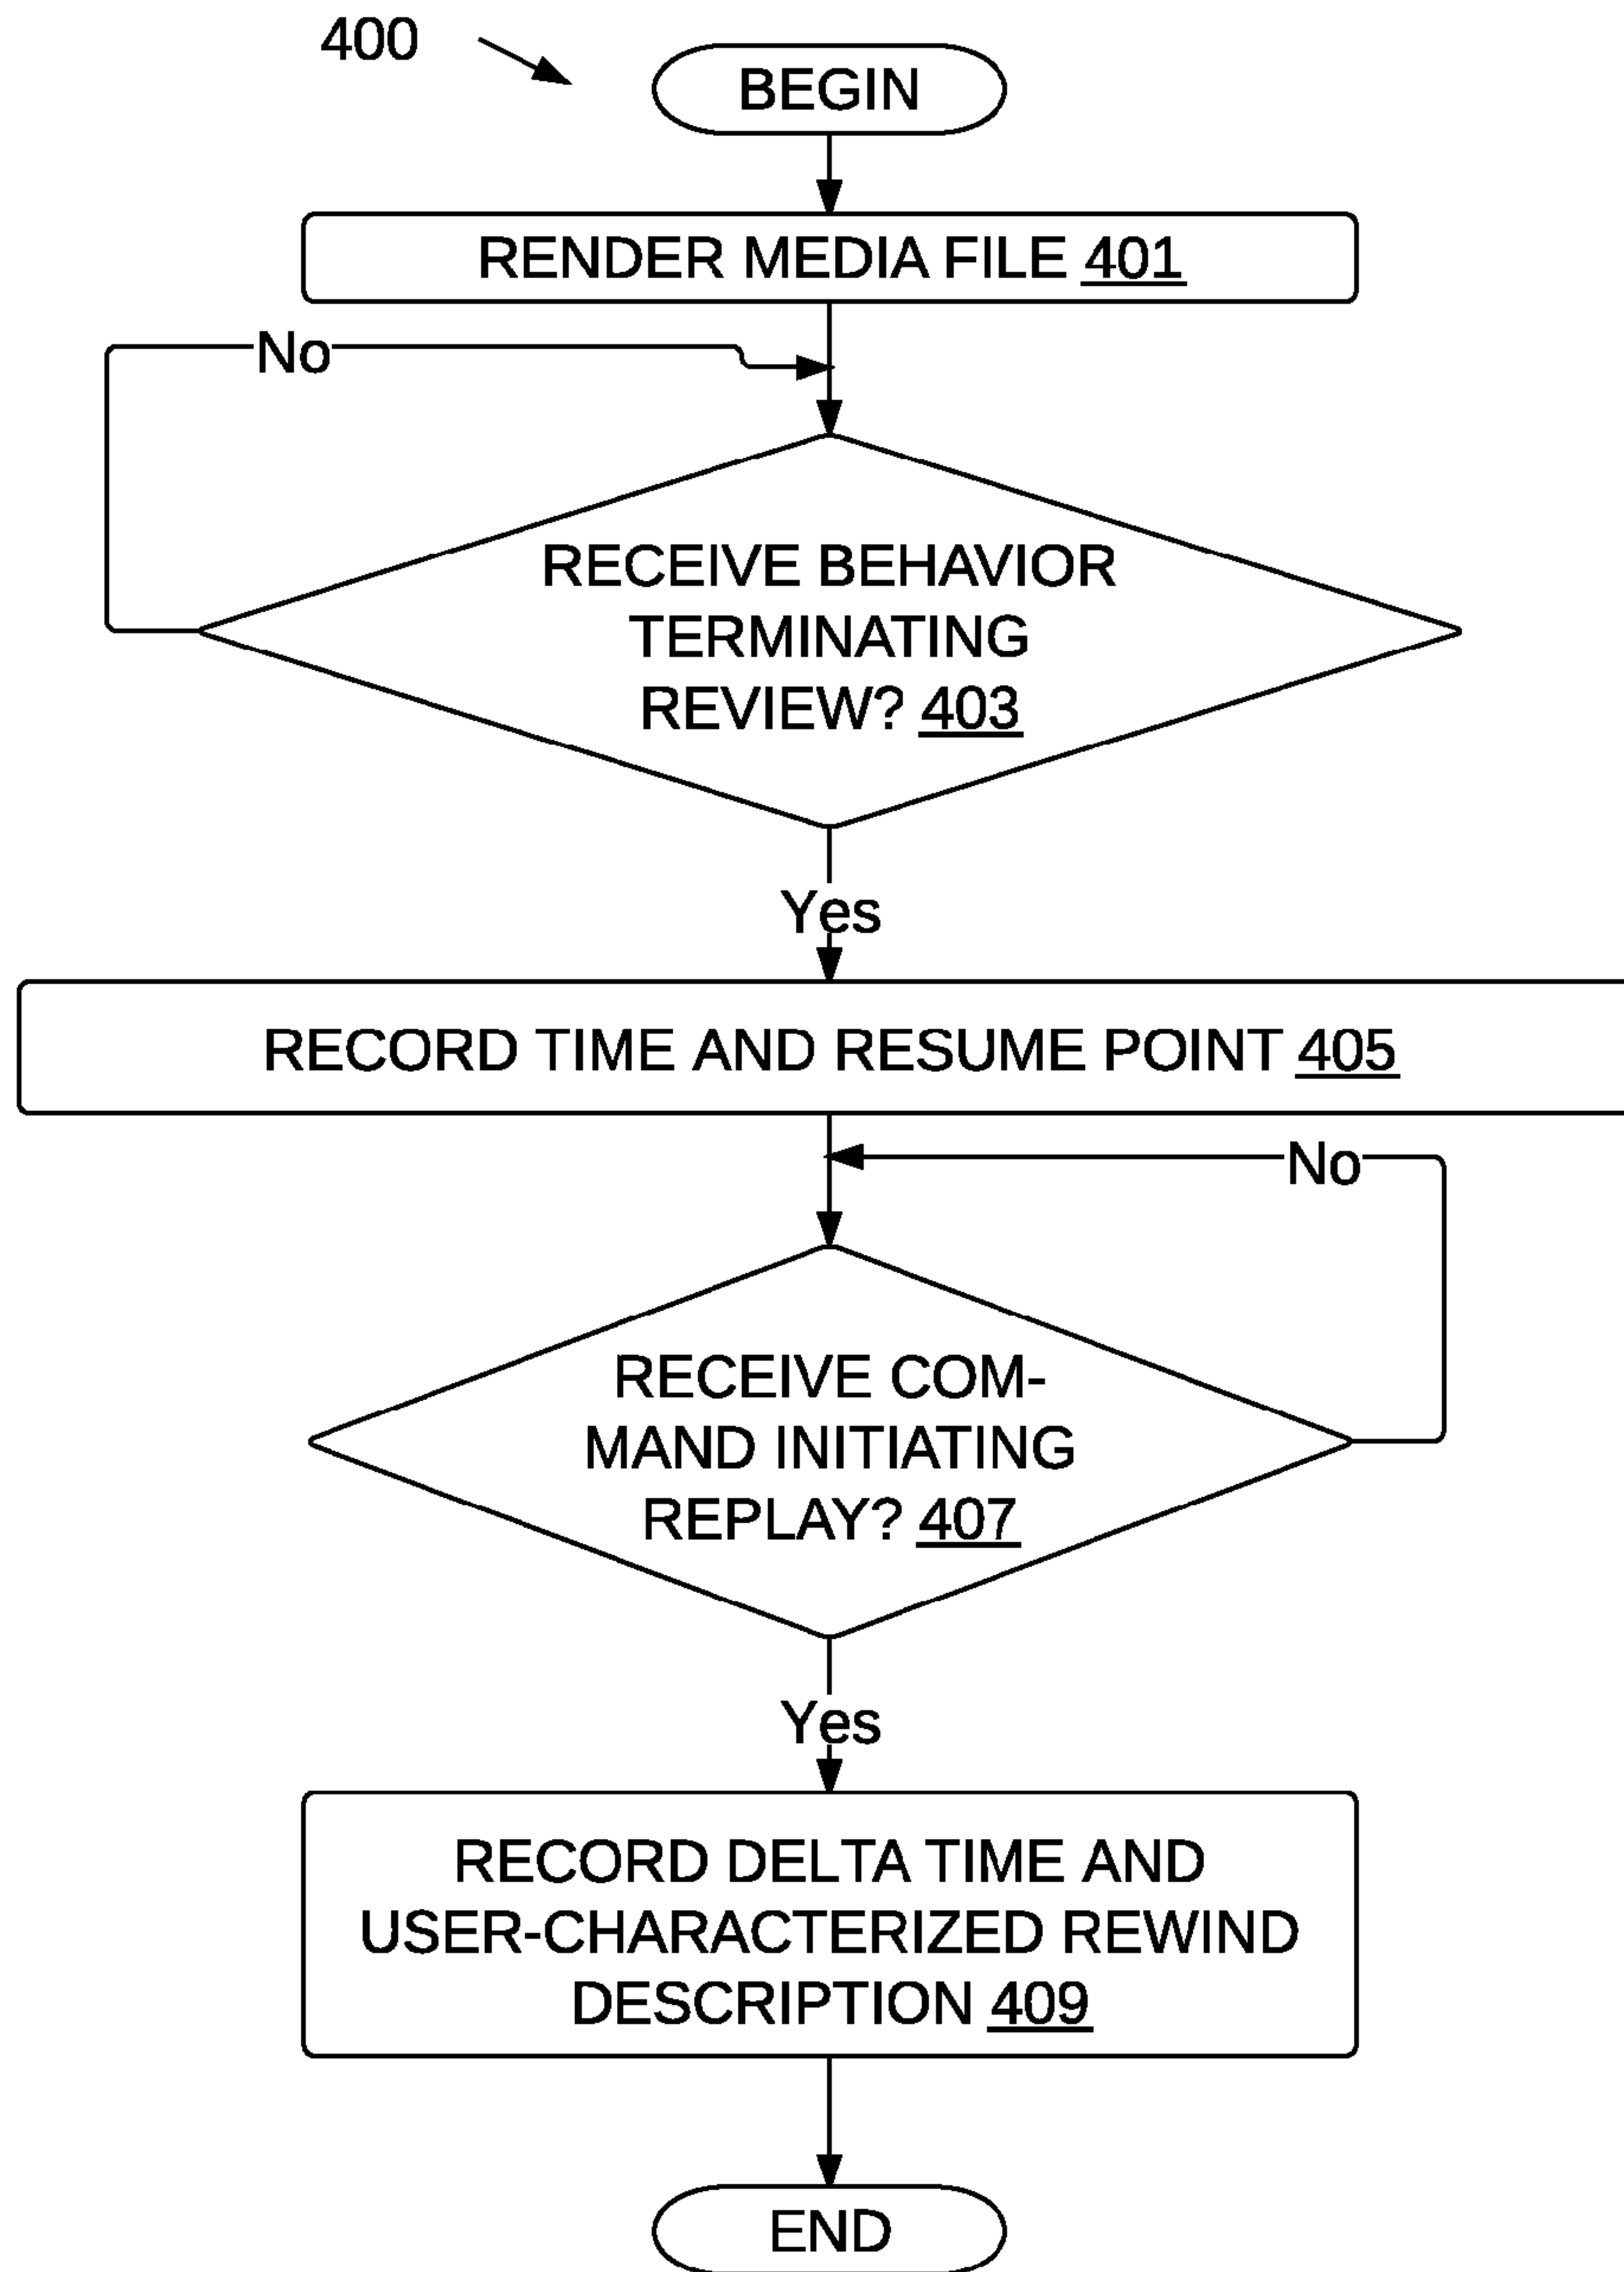 400
BEGIN
RENDER MEDIA FILE 401
No
RECEIVE BEHAVIOR
TERMINATING
REVIEW? 403
Yes
RECORD TIME AND RESUME POINT 405
No
RECEIVE COM-
MAND INITIATING
REPLAY? 407
Yes
RECORD DELTA TIME AND
USER-CHARACTERIZED REWIND
DESCRIPTION 409
END